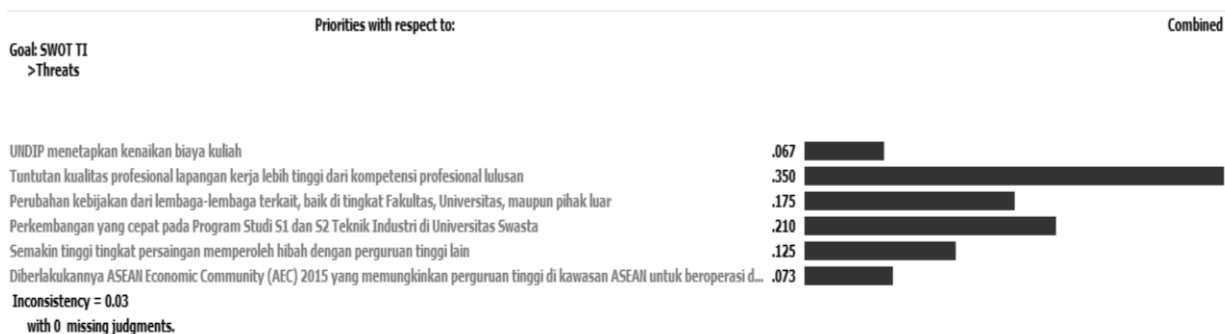 Priorities with respect to: Combined
Goal: SWOT TI
>Threats
UNDIP menetapkan kenaikan biaya kuliah .067
Tuntutan kualitas profesional lapangan kerja lebih tinggi dari kompetensi profesional lulusan .350
Perubahan kebijakan dari lembaga-lembaga terkait, baik di tingkat Fakultas, Universitas, maupun pihak luar .175
Perkembangan yang cepat pada Program Studi S1 dan S2 Teknik Industri di Universitas Swasta .210
Semakin tinggi tingkat persaingan memperoleh hibah dengan perguruan tinggi lain .125
Diberlakukannya ASEAN Economic Community (AEC) 2015 yang memungkinkan perguruan tinggi di kawasan ASEAN untuk beroperasi d... .073
Inconsistency = 0.03
with 0 missing judgments.